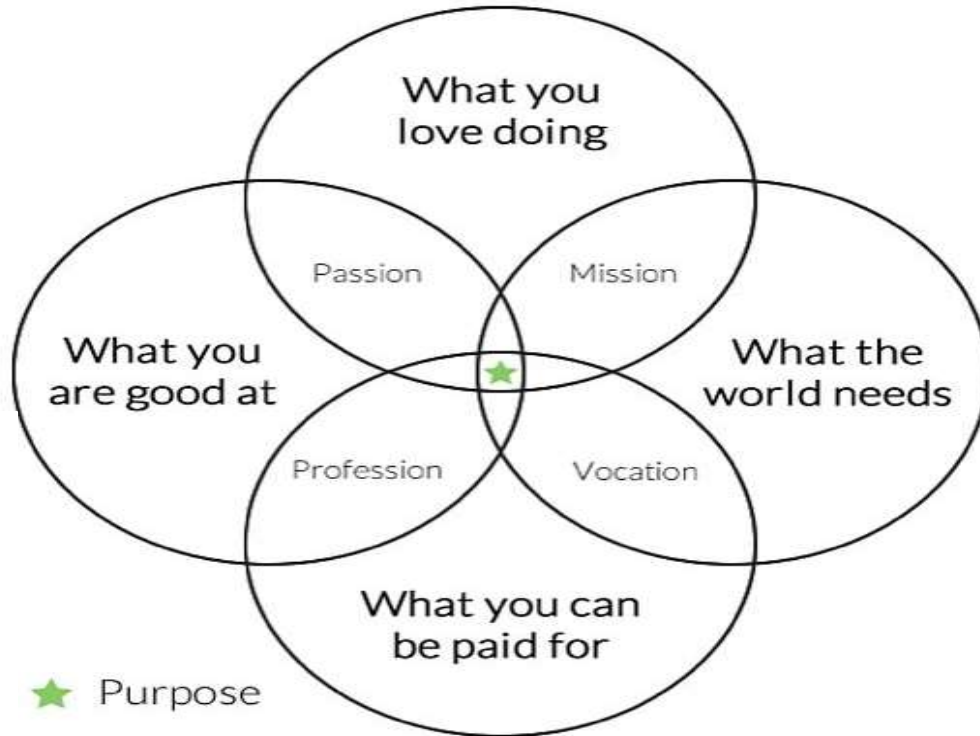 What you
love doing
Passion
Mission
What you
are good at
What the
world needs
Profession
Vocation
What you can
be paid for
Purpose